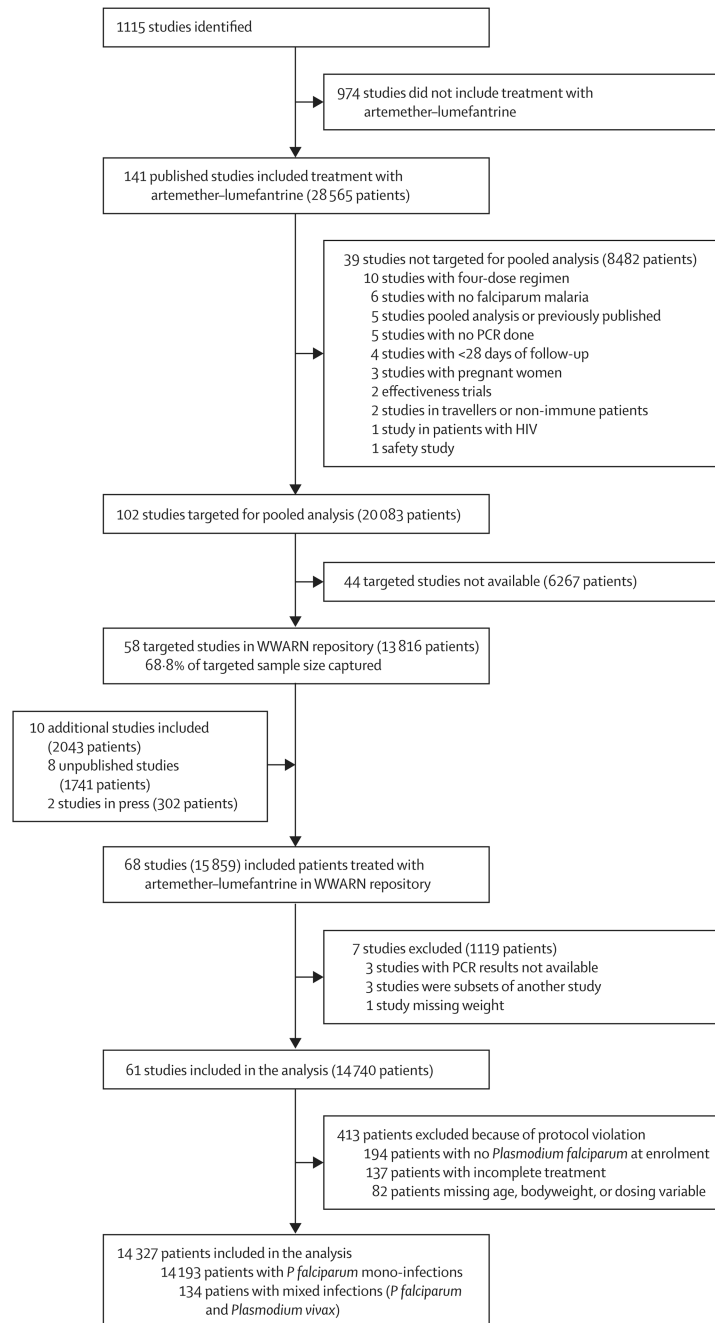 1115 studies identified
974 studies did not include treatment with
artemether–lumefantrine
141 published studies included treatment with
artemether–lumefantrine (28 565 patients)
39 studies not targeted for pooled analysis (8482 patients)
10 studies with four-dose regimen
6 studies with no falciparum malaria
5 studies pooled analysis or previously published
5 studies with no PCR done
4 studies with <28 days of follow-up
3 studies with pregnant women
2 effectiveness trials
2 studies in travellers or non-immune patients
1 study in patients with HIV
1 safety study
102 studies targeted for pooled analysis (20 083 patients)
44 targeted studies not available (6267 patients)
58 targeted studies in WWARN repository (13 816 patients)
68·8% of targeted sample size captured
10 additional studies included
(2043 patients)
8 unpublished studies
(1741 patients)
2 studies in press (302 patients)
68 studies (15 859) included patients treated with
artemether–lumefantrine in WWARN repository
7 studies excluded (1119 patients)
3 studies with PCR results not available
3 studies were subsets of another study
1 study missing weight
61 studies included in the analysis (14 740 patients)
413 patients excluded because of protocol violation
194 patients with no Plasmodium falciparum at enrolment
137 patients with incomplete treatment
82 patients missing age, bodyweight, or dosing variable
14 327 patients included in the analysis
14 193 patients with P falciparum mono-infections
134 patiens with mixed infections (P falciparum
and Plasmodium vivax)